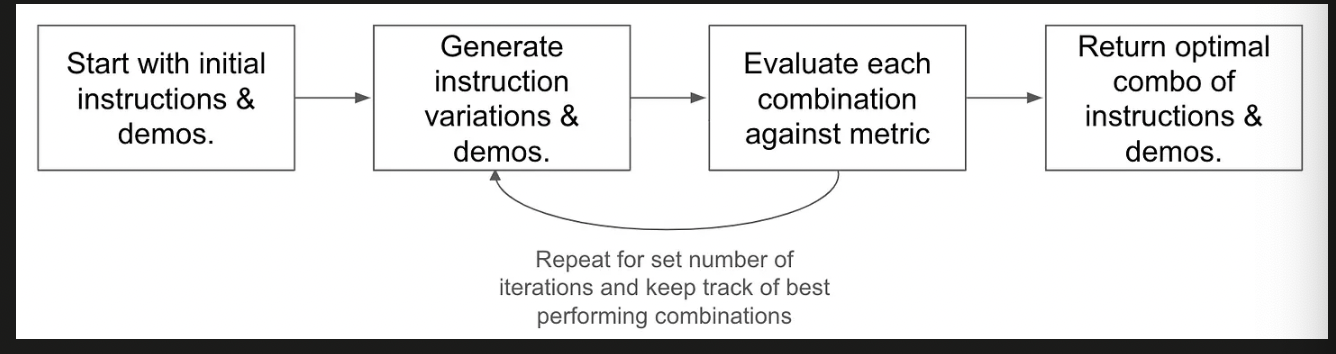 Start with initial
instructions &
demos.
Generate
instruction
variations &
demos.
Evaluate each
combination
against metric
Return optimal
combo of
instructions &
demos.
Repeat for set number of
iterations and keep track of best
performing combinations